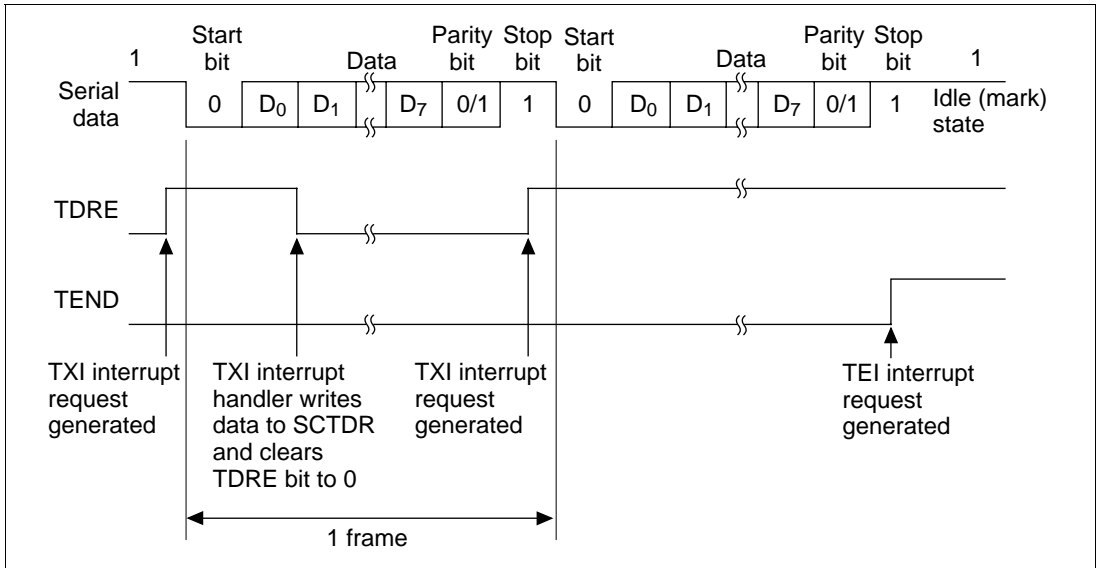 1
Start bit
Data
Parity bit
Stop bit
Start bit
Data
Parity bit
Stop bit
1
Serial data
0
D0
D1
D7
0/1
1
0
D0
D1
D7
0/1
1
Idle (mark) state
TDRE
TEND
TXI interrupt
request
generated
TXI interrupt
handler writes
data to SCTDR
and clears
TDRE bit to 0
TXI interrupt
request
generated
TEI interrupt
request
generated
1 frame